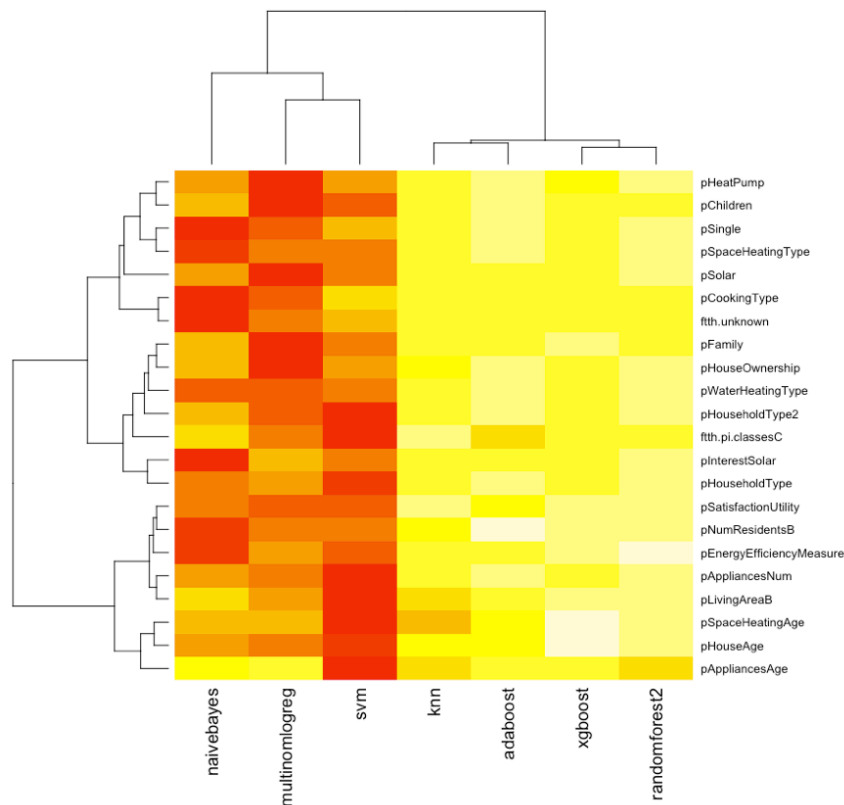 pHeatPump
pChildren
pSingle
pSpaceHeatingType
pSolar
pCookingType
ftth.unknown
pFamily
pHouseOwnership
pWaterHeatingType
pHouseholdType2
ftth.pi.classesC
pInterestSolar
pHouseholdType
pSatisfactionUtility
pNumResidentsB
pEnergyEfficiencyMeasure
pAppliancesNum
pLivingAreaB
pSpaceHeatingAge
pHouseAge
pAppliancesAge
naivebayes
multinomlogreg
svm
knn
adaboost
xgboost
randomforest2